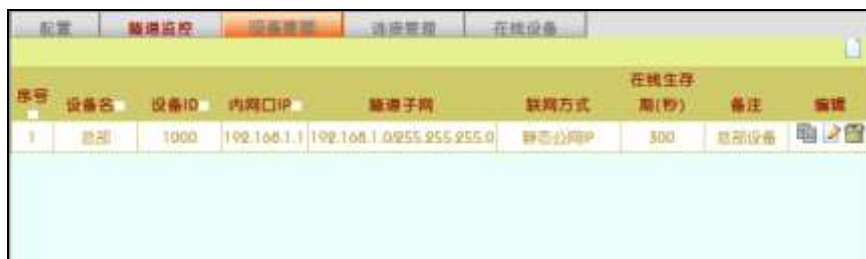 配置 隧道监控 设备管理 连接管理 在线设备
序号 设备名 设备ID 内网口IP 隧道子网 联网方式 在线生存期(秒) 备注 编辑
1 总部 1000 192.168.1.1 192.168.1.0/255.255.255.0 静态公网IP 300 总部设备